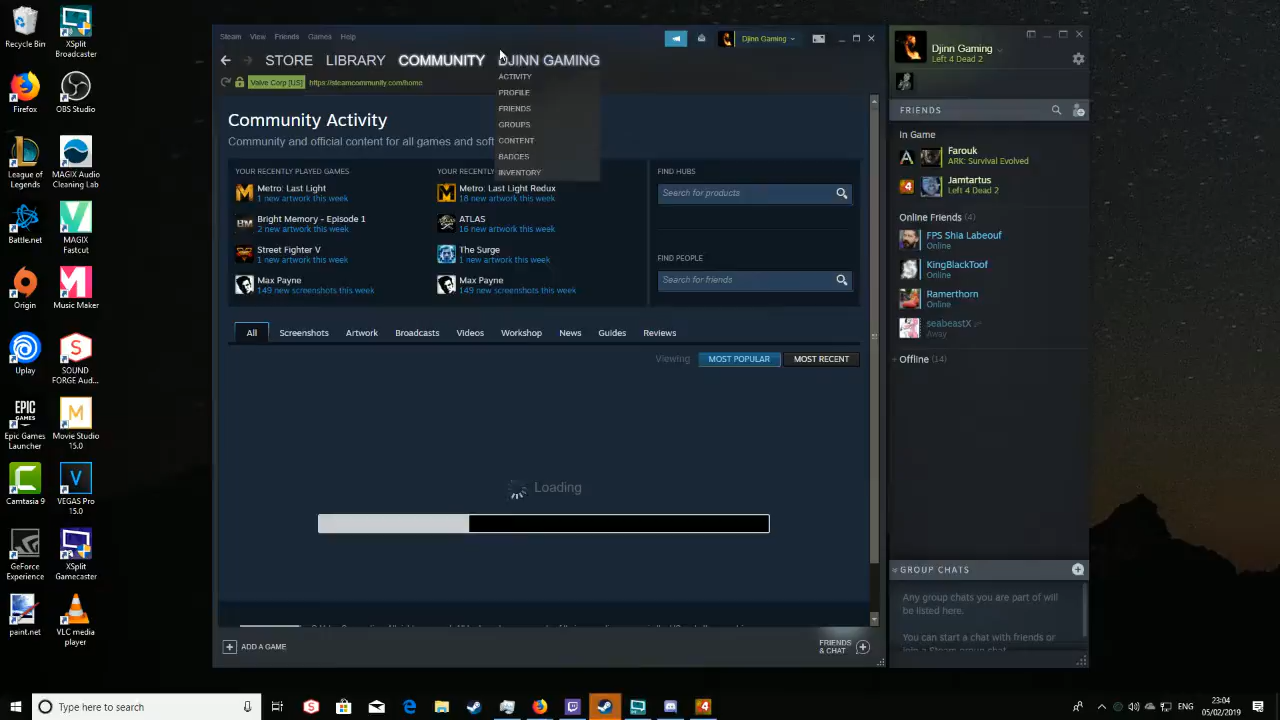 Recycle Bin
XSplit
Broadcaster
Firefox
OBS Studio
League of
Legends
MAGIX Audio
Cleaning Lab
Battle.net
MAGIX
Fastcut
Origin
Music Maker
Uplay
SOUND
FORGE Aud...
Epic Games
Launcher
Movie Studio
15.0
Camtasia 9
VEGAS Pro
15.0
GeForce
Experience
XSplit
Gamecaster
paint.net
VLC media
player
Steam View Friends Games Help
Djinn Gaming
STORE LIBRARY COMMUNITY DJINN GAMING
Valve Corp [US] https://steamcommunity.com/home
ACTIVITY
PROFILE
FRIENDS
GROUPS
CONTENT
BADGES
INVENTORY
Community Activity
Community and official content for all games and soft
YOUR RECENTLY PLAYED GAMES
Metro: Last Light
1 new artwork this week
Bright Memory - Episode 1
2 new artwork this week
Street Fighter V
1 new artwork this week
Max Payne
149 new screenshots this week
YOUR RECENTLY
Metro: Last Light Redux
18 new artwork this week
ATLAS
16 new artwork this week
The Surge
1 new artwork this week
Max Payne
149 new screenshots this week
FIND HUBS
Search for products
FIND PEOPLE
Search for friends
All Screenshots Artwork Broadcasts Videos Workshop News Guides Reviews
Viewing MOST POPULAR MOST RECENT
Loading
ADD A GAME
FRIENDS
& CHAT
Djinn Gaming
Left 4 Dead 2
FRIENDS
In Game
Farouk
ARK: Survival Evolved
Jamtartus
Left 4 Dead 2
Online Friends (4)
FPS Shia Labeouf
Online
KingBlackToof
Online
Ramerthorn
Online
seabeastX
Away
Offline (14)
GROUP CHATS
Any group chats you are part of will
be listed here.
You can start a chat with friends or
join a Steam group chat.
Type here to search
23:04
05/02/2019